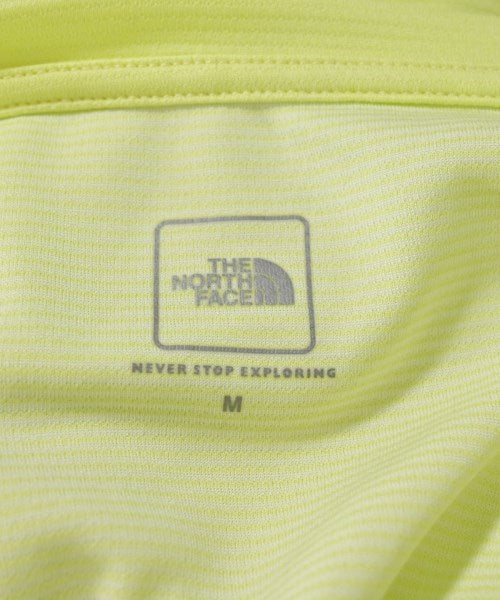 THE
NORTH
FACE
NEVER STOP EXPLORING
M